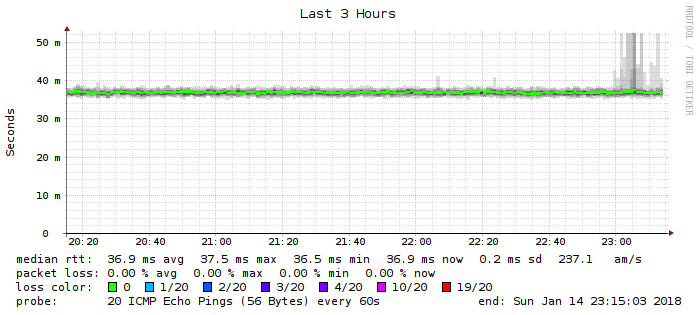 Last 3 Hours
RRDTOOL / TOBI OETIKER
Seconds
50 m
40 m
30 m
20 m
10 m
0
20:20 20:40 21:00 21:20 21:40 22:00 22:20 22:40 23:00
median rtt: 36.9 ms avg 37.5 ms max 36.5 ms min 36.9 ms now 0.2 ms sd 237.1 am/s
packet loss: 0.00 % avg 0.00 % max 0.00 % min 0.00 % now
loss color: 0 1/20 2/20 3/20 4/20 10/20 19/20
probe: 20 ICMP Echo Pings (56 Bytes) every 60s end: Sun Jan 14 23:15:03 2018